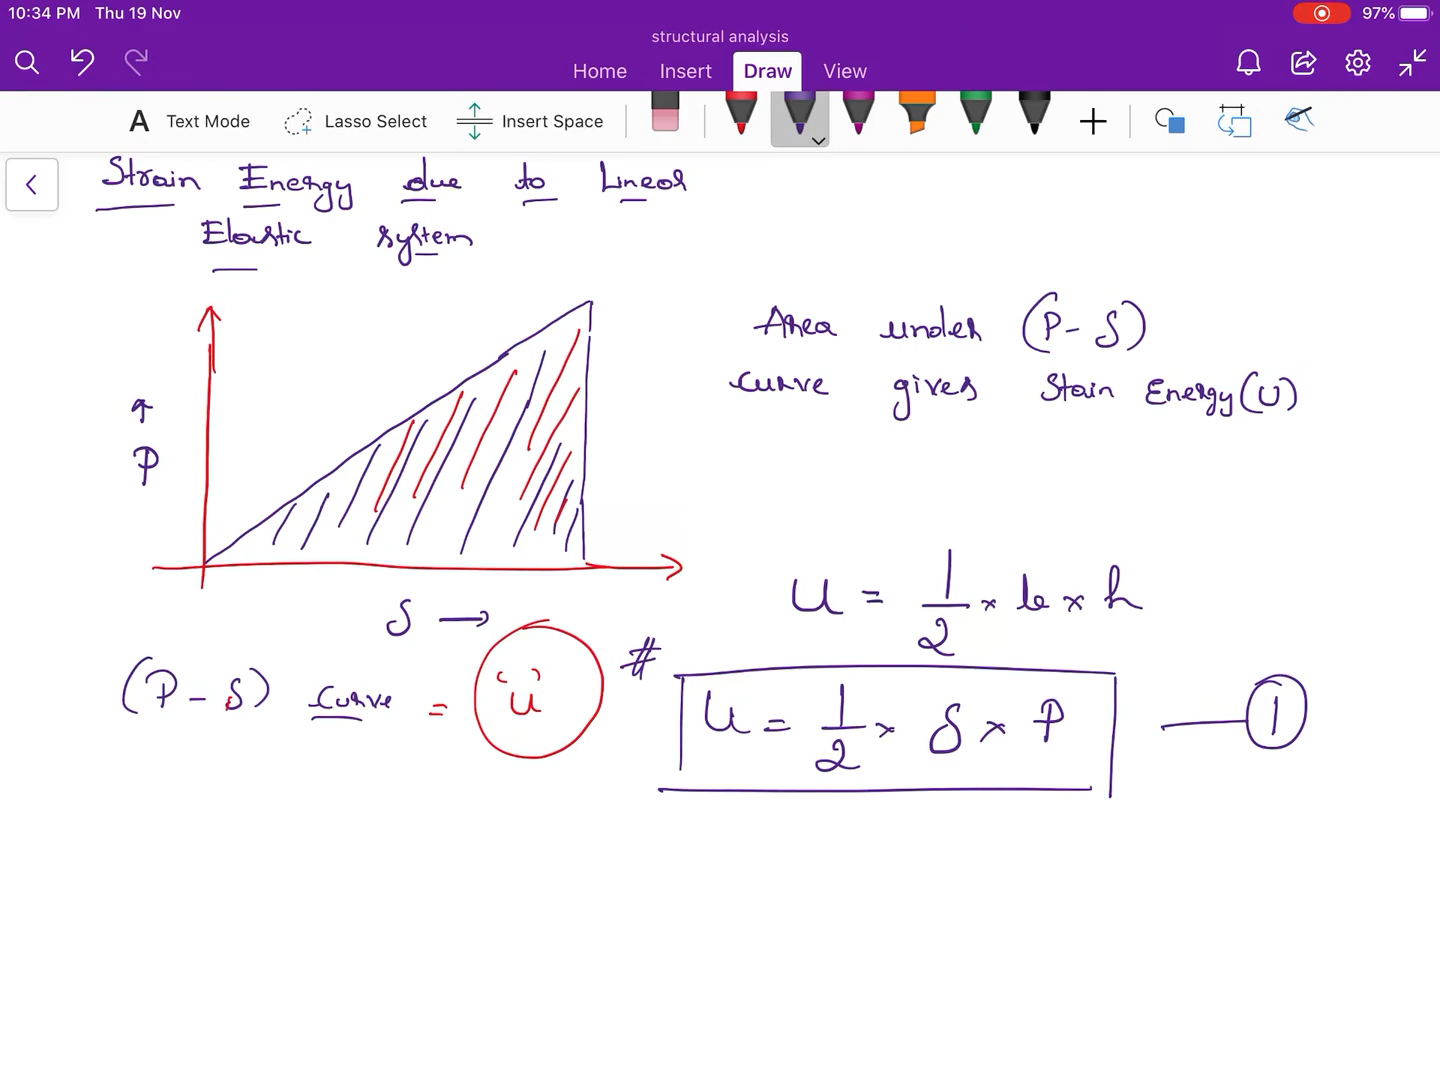 10:34 PM Thu 19 Nov
97%
structural analysis
Home Insert Draw View
A Text Mode Lasso Select Insert Space
Strain Energy due to Linear
Elastic system
Area under (P-δ)
curve gives Stain Energy(U)
↑
P
U = 1/2 × b × h
δ →
(P-δ) curve = 'u'
#
U = 1/2 × δ × P
1